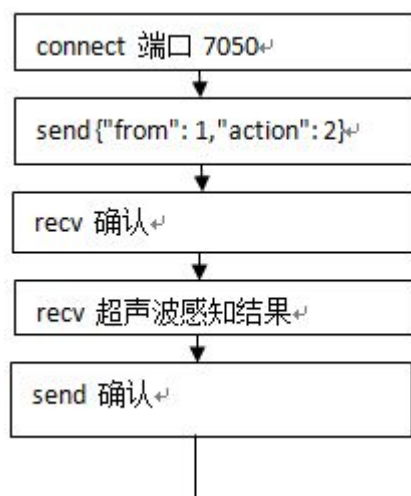 connect 端口 7050↵
send {"from": 1,"action": 2}↵
recv 确认↵
recv 超声波感知结果↵
send 确认↵